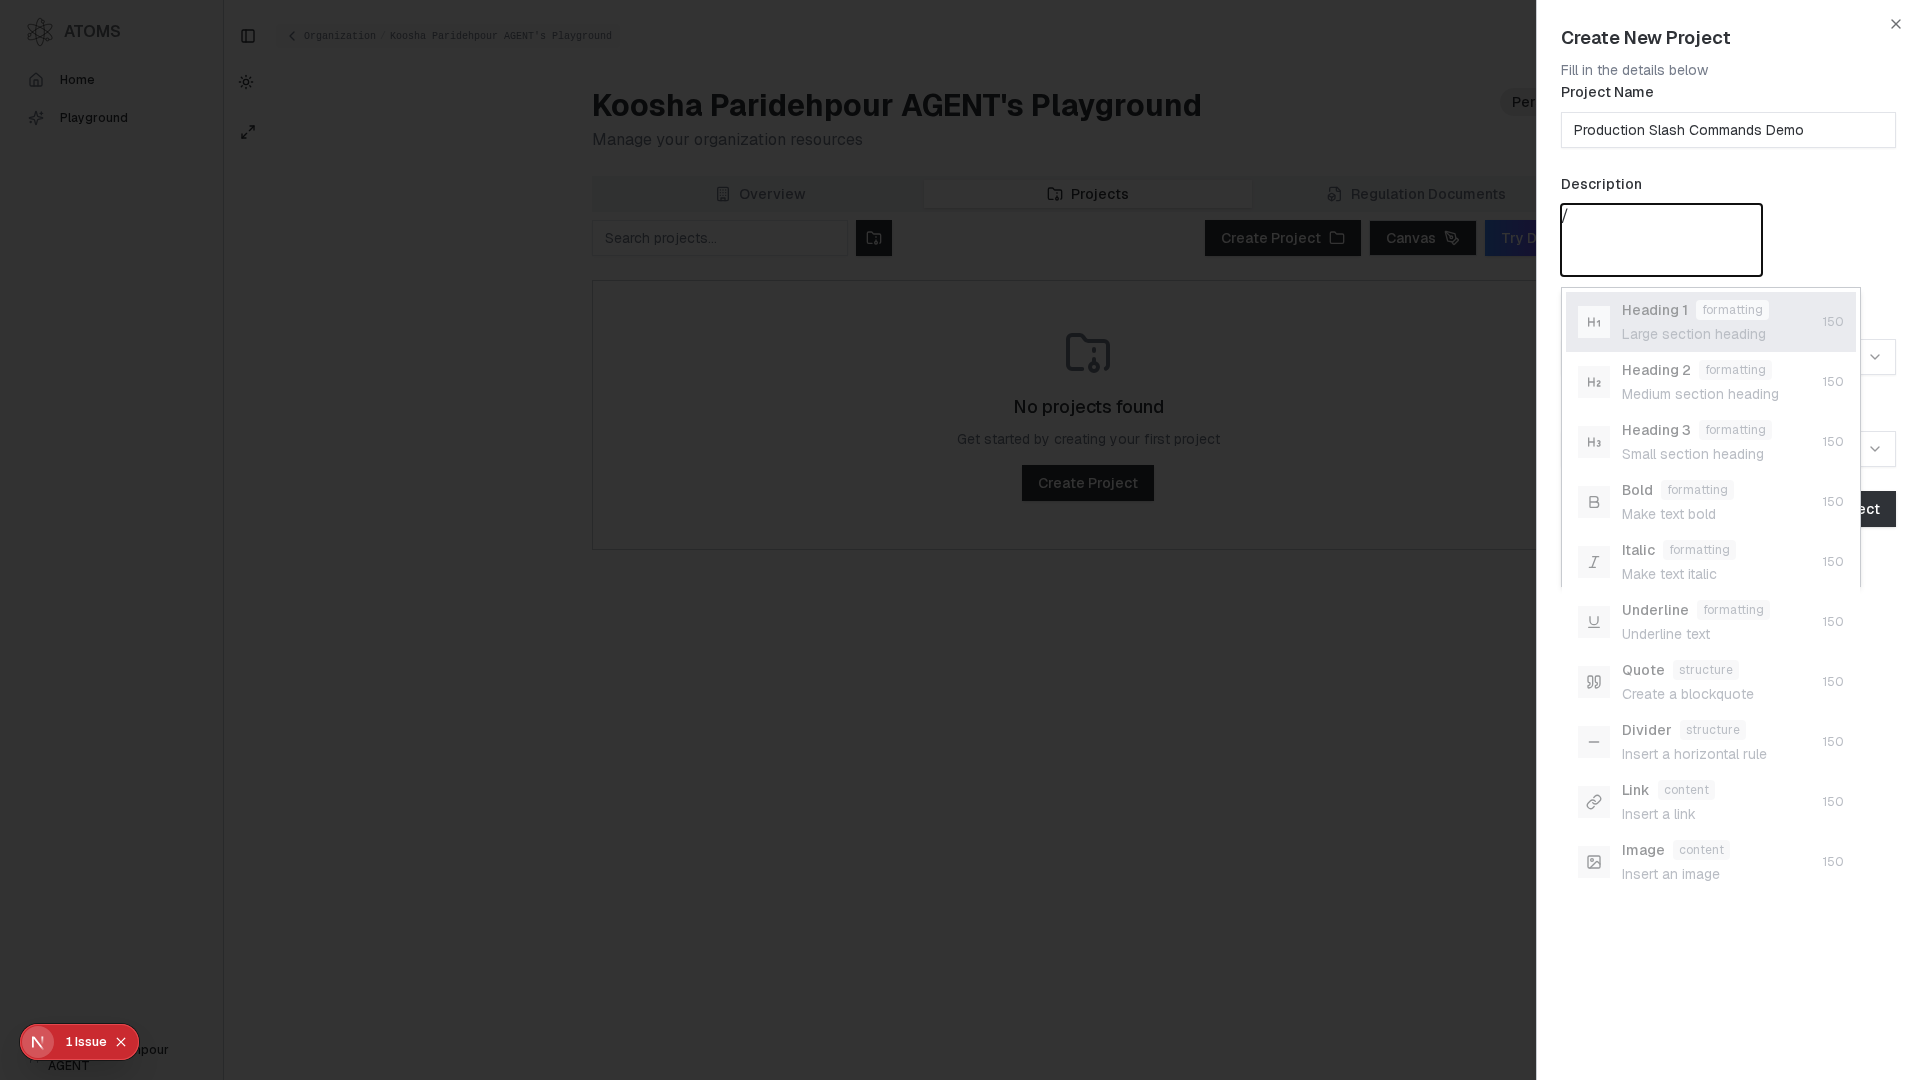 ATOMS
Home
Playground
Organization / Koosha Paridehpour AGENT's Playground
Koosha Paridehpour AGENT's Playground
Manage your organization resources
Overview
Projects
Regulation Documents
Search projects...
Create Project
Canvas
No projects found
Get started by creating your first project
Create Project
1 Issue
AGENT
Create New Project
Fill in the details below
Project Name
Production Slash Commands Demo
Description
/
H1 Heading 1 formatting 150
Large section heading
H2 Heading 2 formatting 150
Medium section heading
H3 Heading 3 formatting 150
Small section heading
Bold formatting 150
Make text bold
Italic formatting 150
Make text italic
Underline formatting 150
Underline text
Quote structure 150
Create a blockquote
Divider structure 150
Insert a horizontal rule
Link content 150
Insert a link
Image content 150
Insert an image